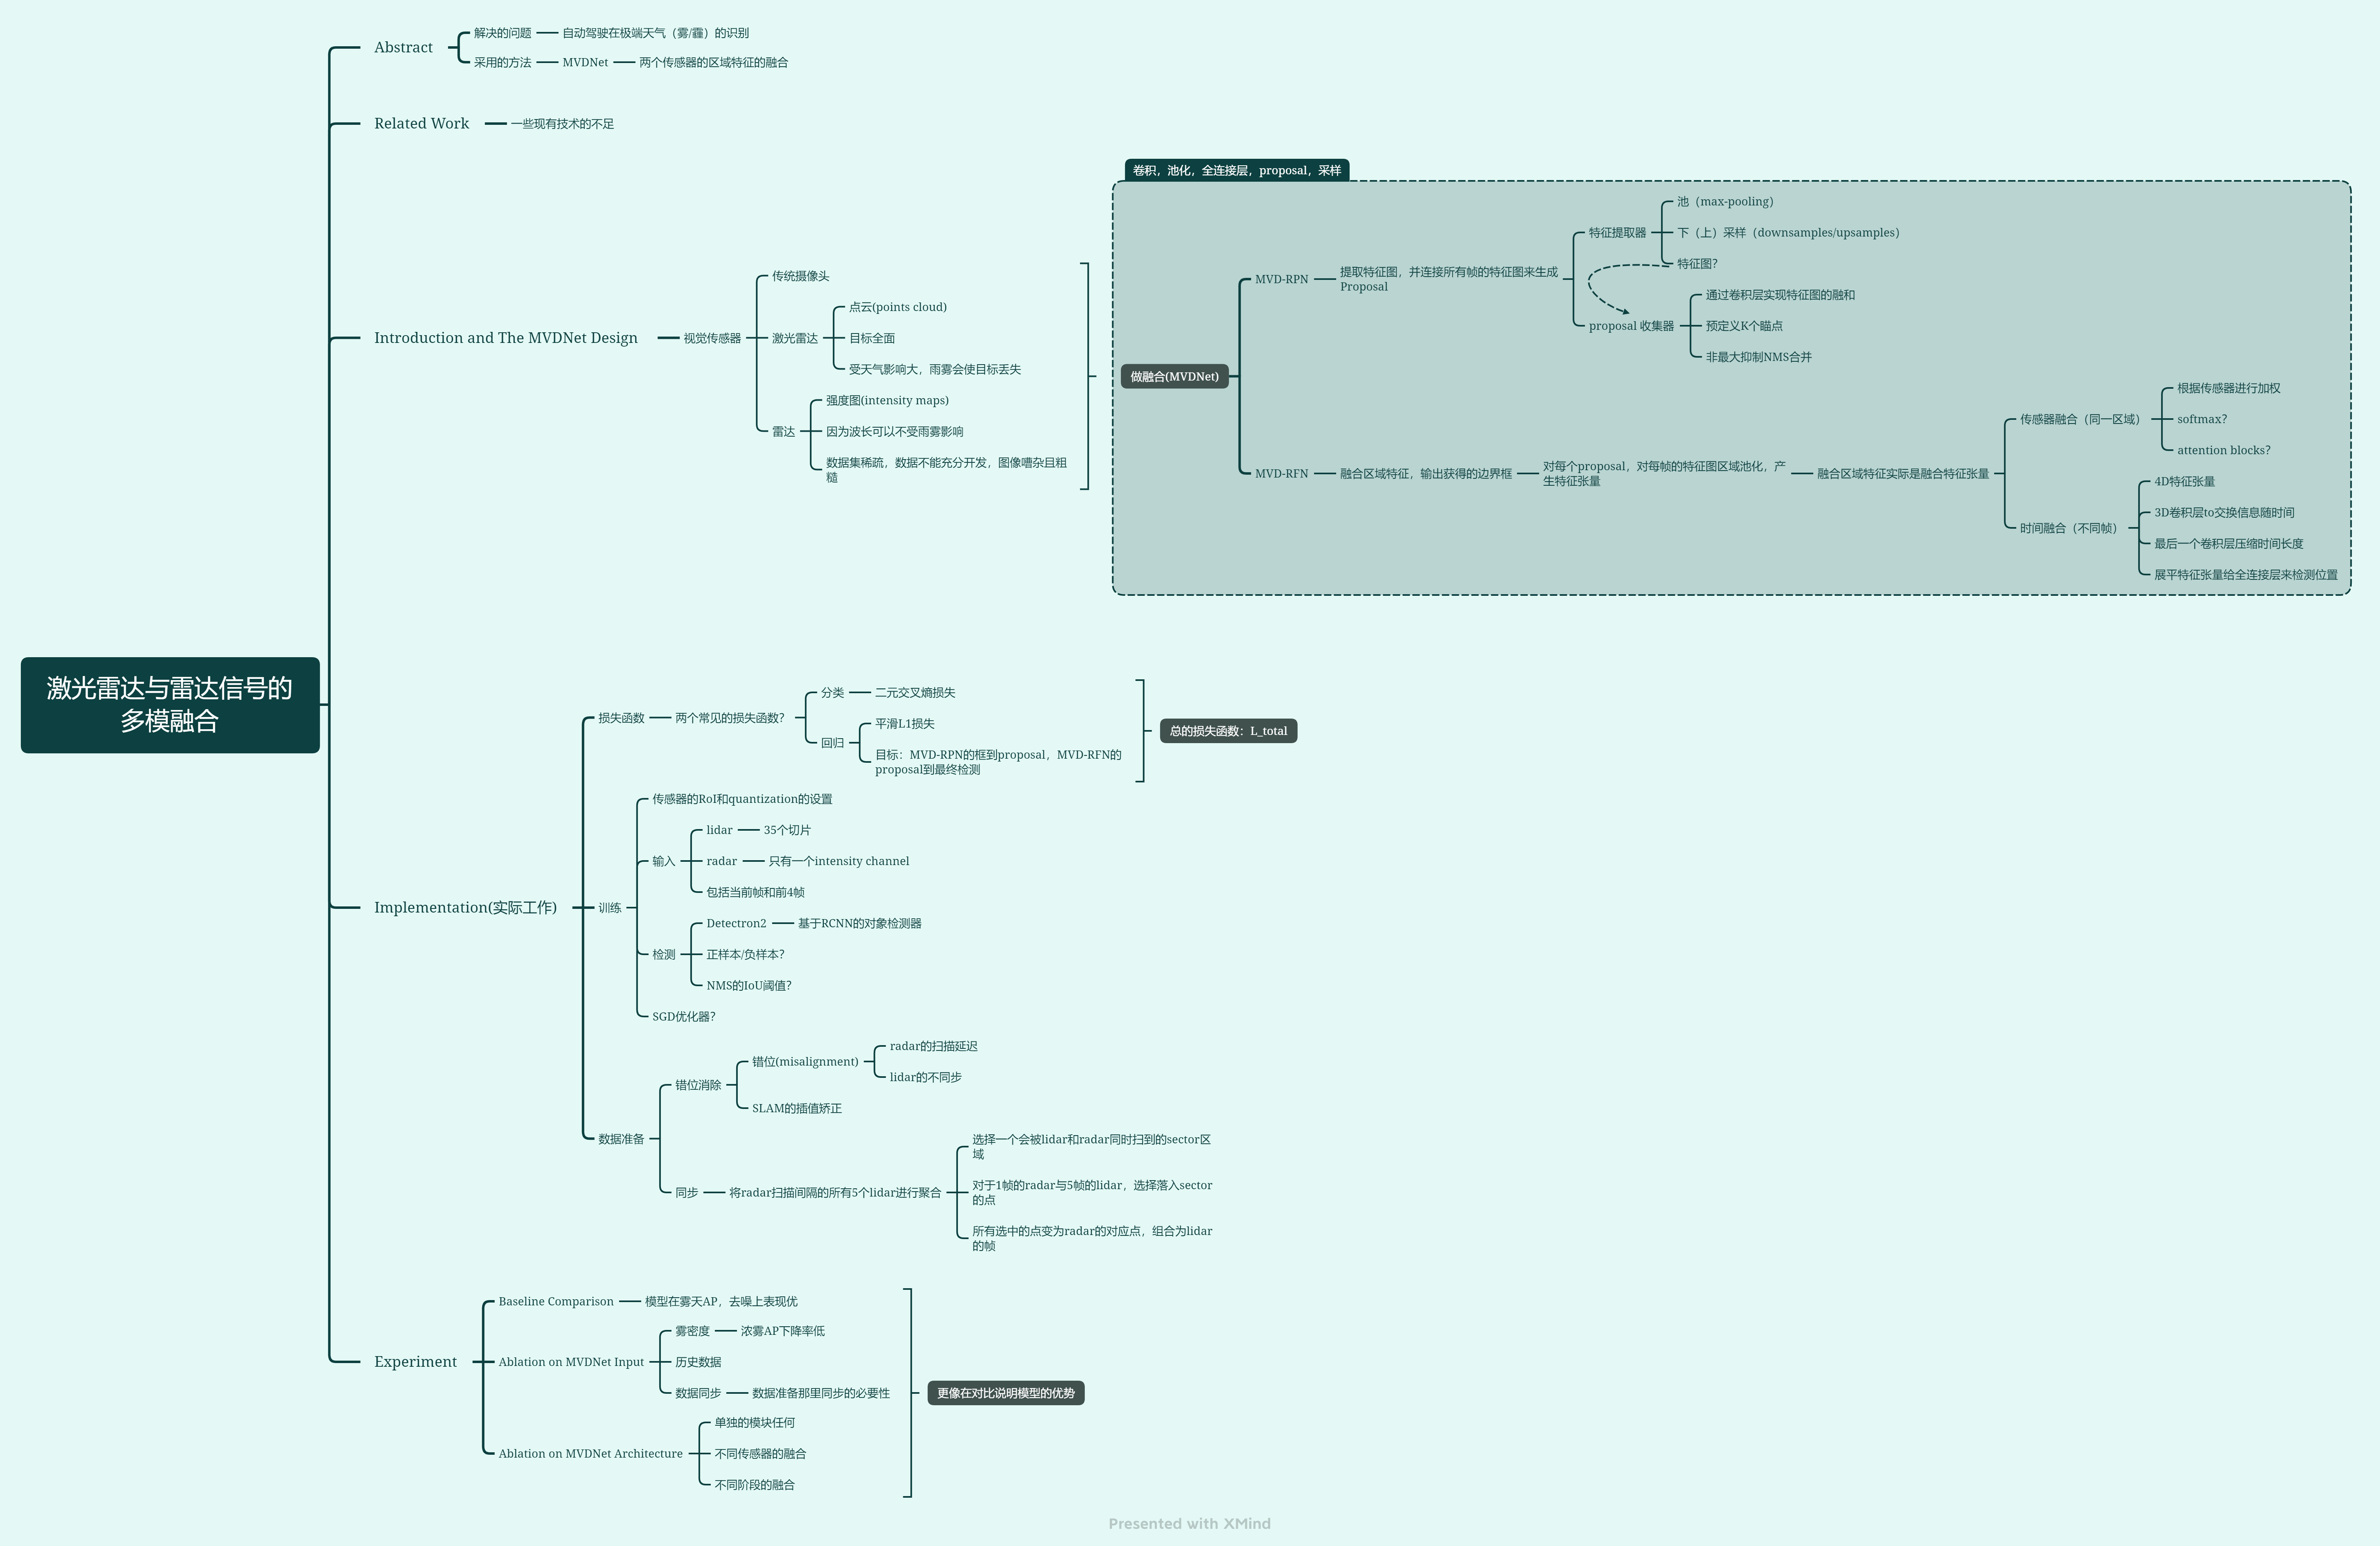 激光雷达与雷达信号的
多模融合
Abstract
解决的问题
自动驾驶在极端天气（雾/霾）的识别
采用的方法
MVDNet
两个传感器的区域特征的融合
Related Work
一些现有技术的不足
Introduction and The MVDNet Design
视觉传感器
传统摄像头
激光雷达
点云(points cloud)
目标全面
受天气影响大，雨雾会使目标丢失
雷达
强度图(intensity maps)
因为波长可以不受雨雾影响
数据集稀疏，数据不能充分开发，图像嘈杂且粗
糙
卷积，池化，全连接层，proposal，采样
做融合(MVDNet)
MVD-RPN
提取特征图，并连接所有帧的特征图来生成
Proposal
特征提取器
池（max-pooling）
下（上）采样（downsamples/upsamples）
特征图？
proposal 收集器
通过卷积层实现特征图的融和
预定义K个瞄点
非最大抑制NMS合并
MVD-RFN
融合区域特征，输出获得的边界框
对每个proposal，对每帧的特征图区域池化，产
生特征张量
融合区域特征实际是融合特征张量
传感器融合（同一区域）
根据传感器进行加权
softmax？
attention blocks？
时间融合（不同帧）
4D特征张量
3D卷积层to交换信息随时间
最后一个卷积层压缩时间长度
展平特征张量给全连接层来检测位置
Implementation(实际工作)
损失函数
两个常见的损失函数？
分类
二元交叉熵损失
回归
平滑L1损失
目标：MVD-RPN的框到proposal，MVD-RFN的
proposal到最终检测
总的损失函数：L_total
训练
传感器的RoI和quantization的设置
输入
lidar
35个切片
radar
只有一个intensity channel
包括当前帧和前4帧
检测
Detectron2
基于RCNN的对象检测器
正样本/负样本？
NMS的IoU阈值？
SGD优化器？
数据准备
错位消除
错位(misalignment)
radar的扫描延迟
lidar的不同步
SLAM的插值矫正
同步
将radar扫描间隔的所有5个lidar进行聚合
选择一个会被lidar和radar同时扫到的sector区
域
对于1帧的radar与5帧的lidar，选择落入sector
的点
所有选中的点变为radar的对应点，组合为lidar
的帧
Experiment
Baseline Comparison
模型在雾天AP，去噪上表现优
Ablation on MVDNet Input
雾密度
浓雾AP下降率低
历史数据
数据同步
数据准备那里同步的必要性
Ablation on MVDNet Architecture
单独的模块任何
不同传感器的融合
不同阶段的融合
更像在对比说明模型的优势
Presented with XMind